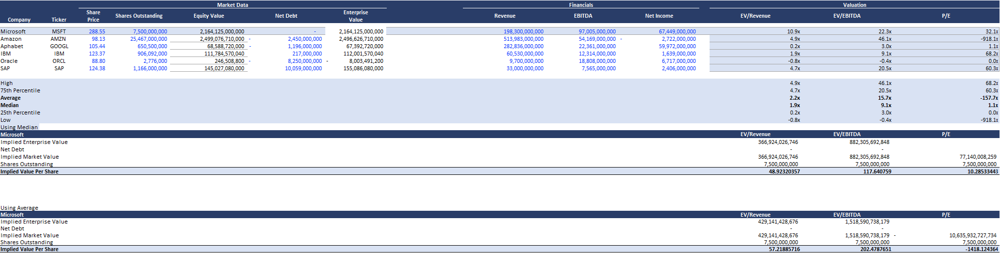 Market Data Financials Valuation
Company Ticker Share Price Shares Outstanding Equity Value Net Debt Enterprise Value Revenue EBITDA Net Income EV/Revenue EV/EBITDA P/E
Microsoft MSFT 288.55 7,500,000,000 2,164,125,000,000 - 2,164,125,000,000 198,300,000,000 97,005,000,000 67,449,000,000 10.9x 22.3x 32.1x
Amazon AMZN 98.13 25,467,000,000 2,499,076,710,000 - 2,450,000,000 2,496,626,710,000 513,983,000,000 54,169,000,000 - 2,722,000,000 4.9x 46.1x -918.1x
Aphabet GOOGL 105.44 650,500,000 68,588,720,000 - 1,196,000,000 67,392,720,000 282,836,000,000 22,361,000,000 59,972,000,000 0.2x 3.0x 1.1x
IBM IBM 123.37 906,092,000 111,784,570,040 217,000,000 112,001,570,040 60,530,000,000 12,314,000,000 1,639,000,000 1.9x 9.1x 68.2x
Oracle ORCL 88.80 2,776,000 246,508,800 - 8,250,000,000 - 8,003,491,200 9,700,000,000 18,808,000,000 6,717,000,000 -0.8x -0.4x 0.0x
SAP SAP 124.38 1,166,000,000 145,027,080,000 10,059,000,000 155,086,080,000 33,000,000,000 7,565,000,000 2,406,000,000 4.7x 20.5x 60.3x
High 4.9x 46.1x 68.2x
75th Percentile 4.7x 20.5x 60.3x
Average 2.2x 15.7x -157.7x
Median 1.9x 9.1x 1.1x
25th Percentile 0.2x 3.0x 0.0x
Low -0.8x -0.4x -918.1x
Using Median
Microsoft EV/Revenue EV/EBITDA P/E
Implied Enterprise Value 366,924,026,746 882,305,692,848
Net Debt - -
Implied Market Value 366,924,026,746 882,305,692,848 77,140,008,259
Shares Outstanding 7,500,000,000 7,500,000,000 7,500,000,000
Implied Value Per Share 48.92320357 117.640759 10.28533443
Using Average
Microsoft EV/Revenue EV/EBITDA P/E
Implied Enterprise Value 429,141,428,676 1,518,590,738,179
Net Debt - -
Implied Market Value 429,141,428,676 1,518,590,738,179 - 10,635,932,727,734
Shares Outstanding 7,500,000,000 7,500,000,000 7,500,000,000
Implied Value Per Share 57.21885716 202.4787651 -1418.124364